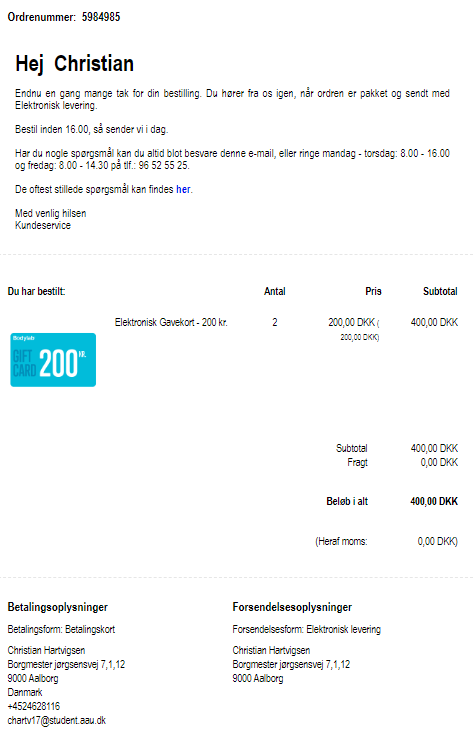 Ordrenummer: 5984985
Hej Christian
Endnu en gang mange tak for din bestilling. Du hører fra os igen, når ordren er pakket og sendt med
Elektronisk levering.
Bestil inden 16.00, så sender vi i dag.
Har du nogle spørgsmål kan du altid blot besvare denne e-mail, eller ringe mandag - torsdag: 8.00 - 16.00
og fredag: 8.00 - 14.30 på tlf.: 96 52 55 25.
De oftest stillede spørgsmål kan findes her.
Med venlig hilsen
Kundeservice
Du har bestilt: Antal Pris Subtotal
Elektronisk Gavekort - 200 kr. 2 200,00 DKK ( 400,00 DKK
200,00 DKK)
Bodylab
GIFT
CARD 200 KR.
Subtotal 400,00 DKK
Fragt 0,00 DKK
Beløb i alt 400,00 DKK
(Heraf moms: 0,00 DKK)
Betalingsoplysninger Forsendelsesoplysninger
Betalingsform: Betalingskort Forsendelsesform: Elektronisk levering
Christian Hartvigsen Christian Hartvigsen
Borgmester jørgsensvej 7,1,12 Borgmester jørgsensvej 7,1,12
9000 Aalborg 9000 Aalborg
Danmark
+4524628116
chartv17@student.aau.dk